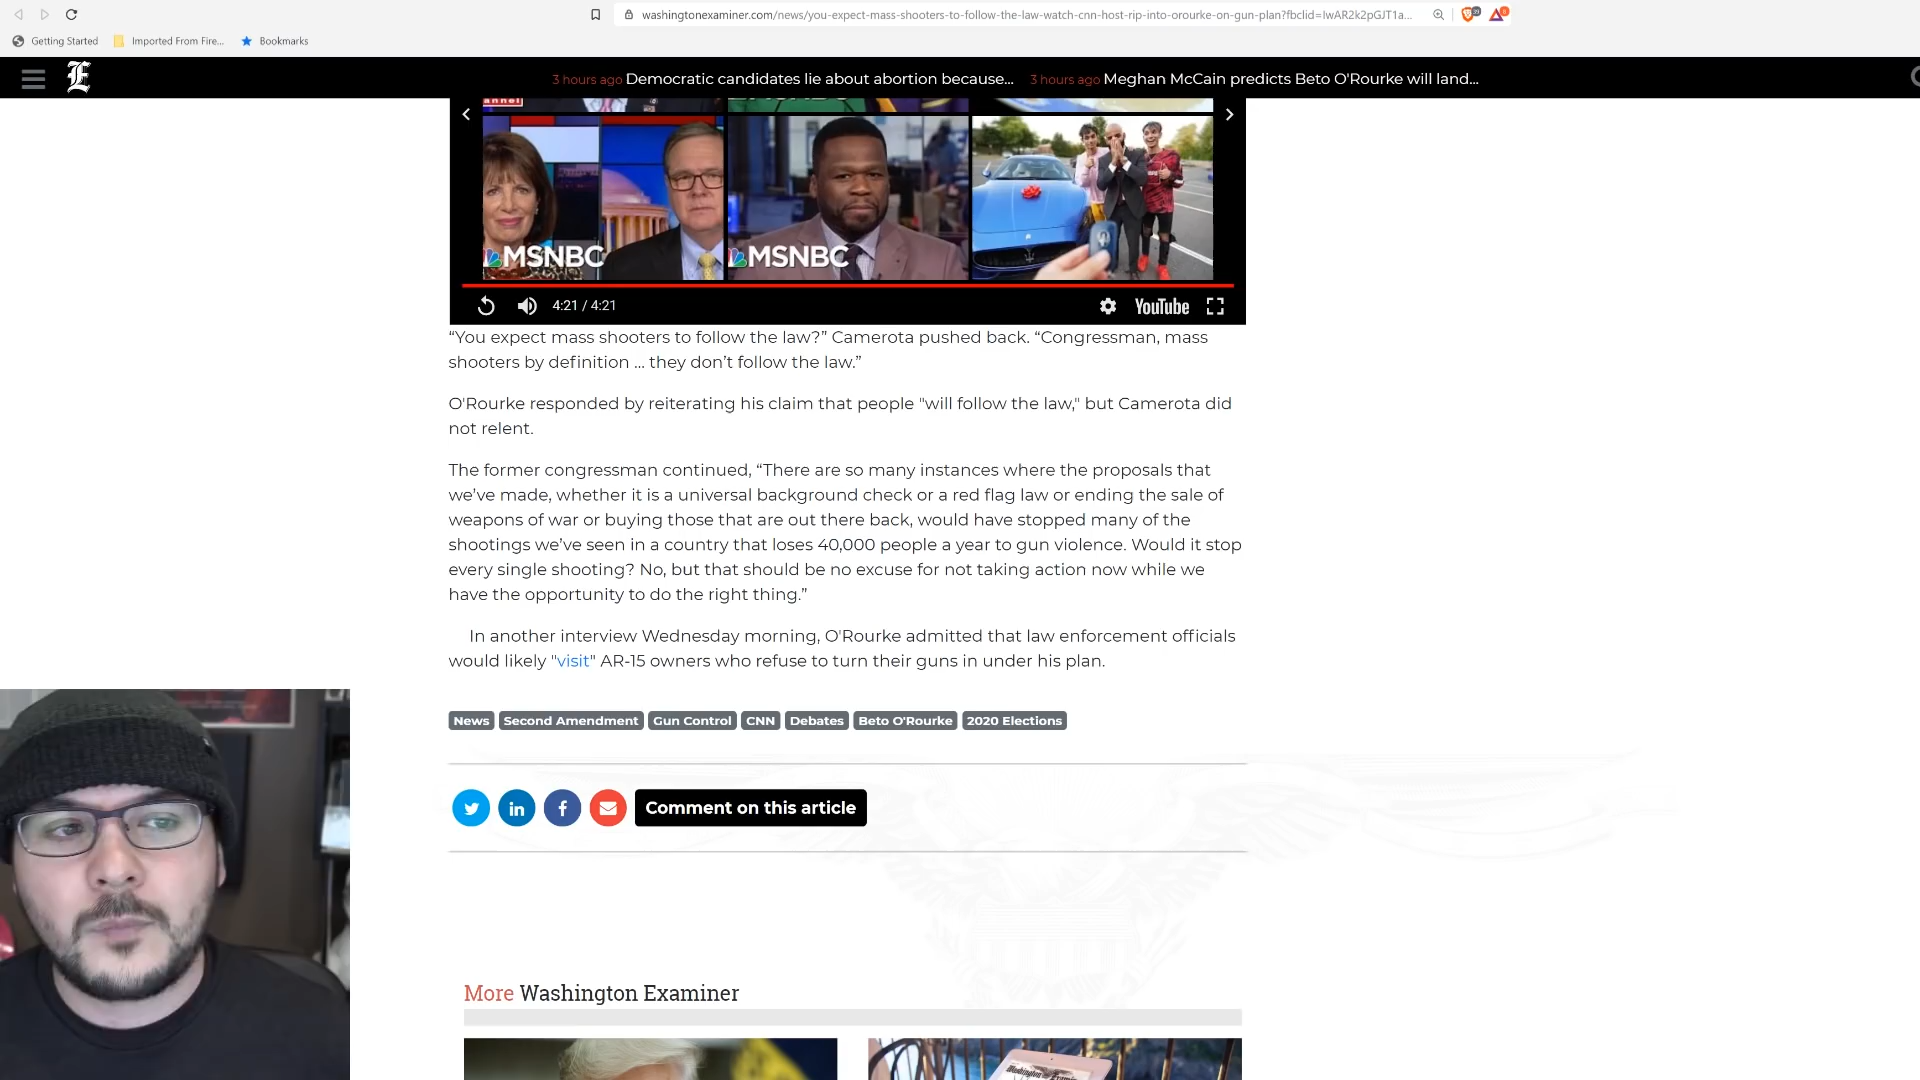 washingtonexaminer.com/news/you-expect-mass-shooters-to-follow-the-law-watch-cnn-host-rip-into-orourke-on-gun-plan?fbclid=IwAR2k2pGJT1a...
Getting Started
Imported From Fire...
Bookmarks
E
3 hours ago Democratic candidates lie about abortion because...
3 hours ago Meghan McCain predicts Beto O'Rourke will land...
MSNBC
MSNBC
4:21 / 4:21
YouTube
“You expect mass shooters to follow the law?” Camerota pushed back. “Congressman, mass
shooters by definition ... they don’t follow the law.”
O'Rourke responded by reiterating his claim that people "will follow the law," but Camerota did
not relent.
The former congressman continued, “There are so many instances where the proposals that
we’ve made, whether it is a universal background check or a red flag law or ending the sale of
weapons of war or buying those that are out there back, would have stopped many of the
shootings we’ve seen in a country that loses 40,000 people a year to gun violence. Would it stop
every single shooting? No, but that should be no excuse for not taking action now while we
have the opportunity to do the right thing.”
In another interview Wednesday morning, O'Rourke admitted that law enforcement officials
would likely "visit" AR-15 owners who refuse to turn their guns in under his plan.
News Second Amendment Gun Control CNN Debates Beto O'Rourke 2020 Elections
Comment on this article
More Washington Examiner